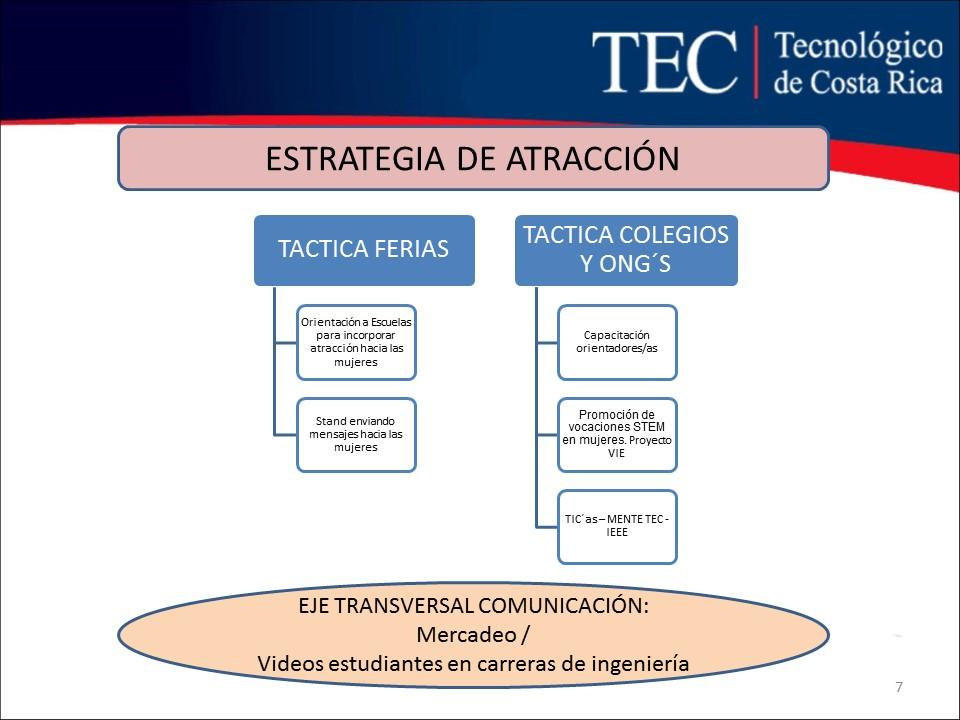 TEC
Tecnológico
de Costa Rica
ESTRATEGIA DE ATRACCIÓN
TACTICA FERIAS
Orientación a Escuelas
para incorporar
atracción hacia las
mujeres
Stand enviando
mensajes hacia las
mujeres
TACTICA COLEGIOS
Y ONG´S
Capacitación
orientadores/as
Promoción de
vocaciones STEM
en mujeres. Proyecto
VIE
TIC´as – MENTE TEC -
IEEE
EJE TRANSVERSAL COMUNICACIÓN:
Mercadeo /
Videos estudiantes en carreras de ingeniería
7